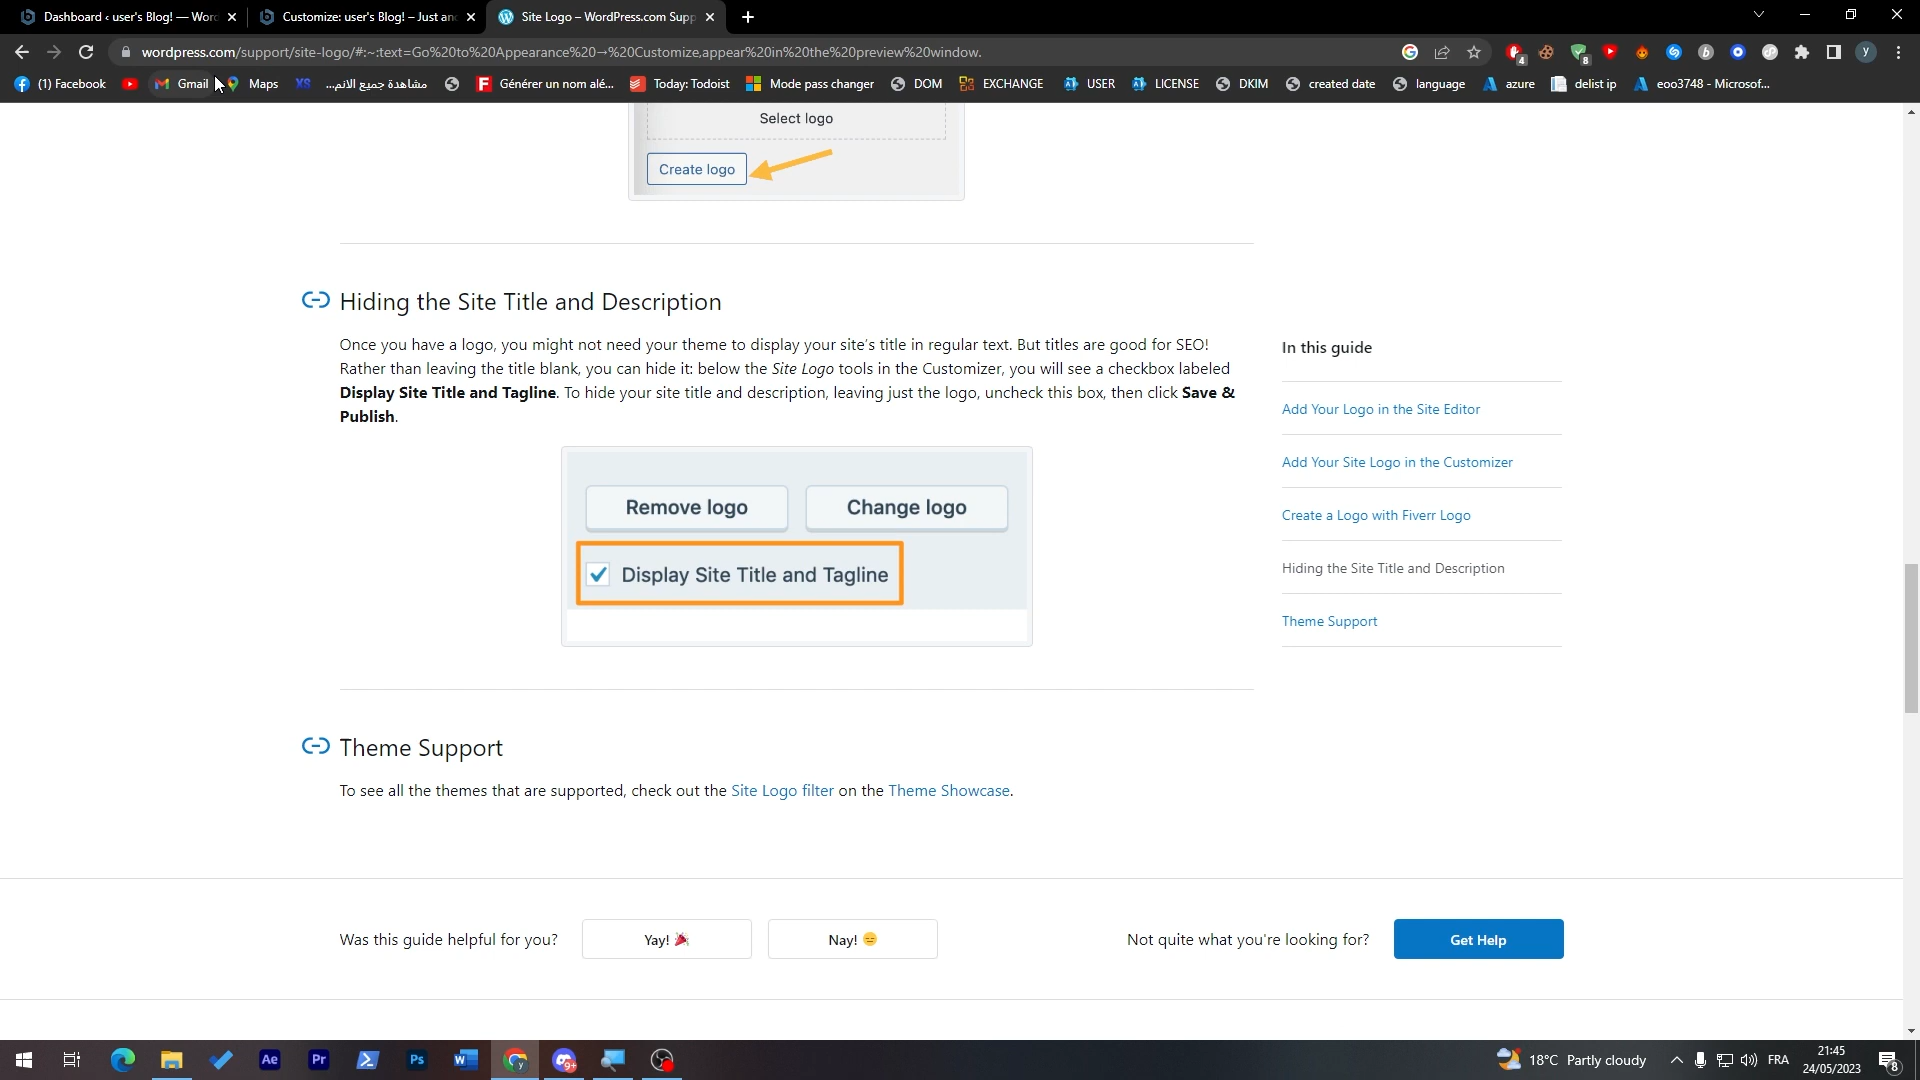 Dashboard ‹ user's Blog! — Wor
Customize: user's Blog! – Just an
Site Logo – WordPress.com Supp
wordpress.com/support/site-logo/#:~:text=Go%20to%20Appearance%20→%20Customize,appear%20in%20the%20preview%20window.
4
8
y
(1) Facebook
Gmail
Maps
XS
مشاهدة جميع الانم...
Générer un nom alé...
Today: Todoist
Mode pass changer
DOM
EXCHANGE
USER
LICENSE
DKIM
created date
language
azure
delist ip
eoo3748 - Microsof...
Select logo
Create logo
Hiding the Site Title and Description
Once you have a logo, you might not need your theme to display your site's title in regular text. But titles are good for SEO!
Rather than leaving the title blank, you can hide it: below the Site Logo tools in the Customizer, you will see a checkbox labeled
Display Site Title and Tagline. To hide your site title and description, leaving just the logo, uncheck this box, then click Save &
Publish.
Remove logo
Change logo
Display Site Title and Tagline
In this guide
Add Your Logo in the Site Editor
Add Your Site Logo in the Customizer
Create a Logo with Fiverr Logo
Hiding the Site Title and Description
Theme Support
Theme Support
To see all the themes that are supported, check out the Site Logo filter on the Theme Showcase.
Was this guide helpful for you?
Yay!
Nay!
Not quite what you're looking for?
Get Help
Ae
Pr
Ps
W
y
9+
18°C Partly cloudy
FRA
21:45
24/05/2023
8